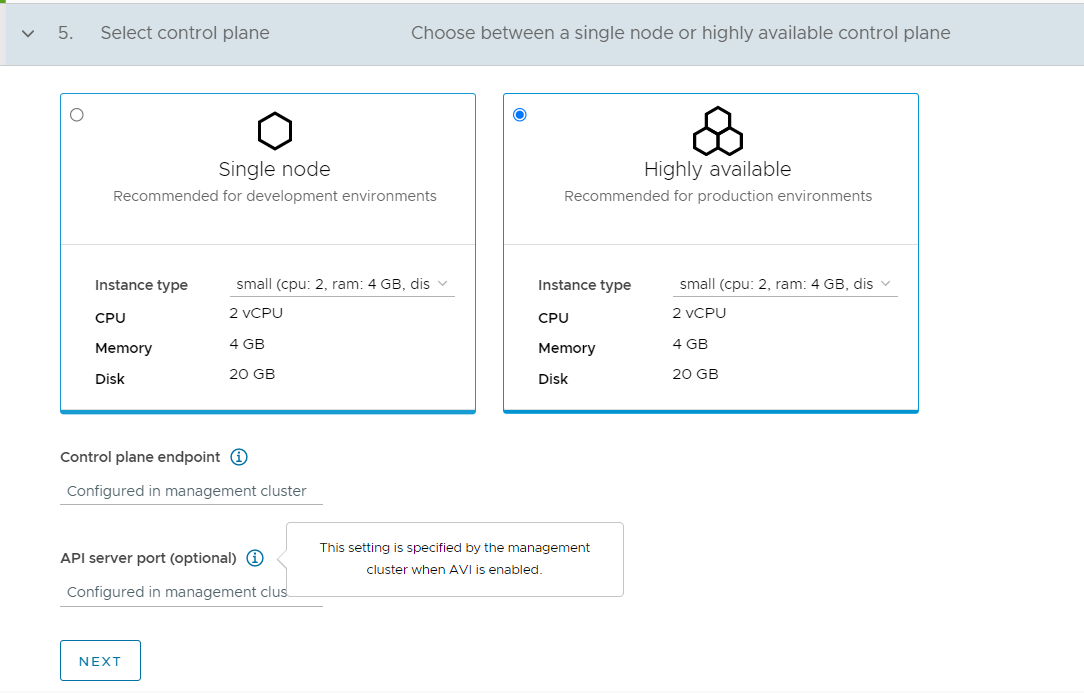 5. Select control plane Choose between a single node or highly available control plane
Single node
Recommended for development environments
Instance type small (cpu: 2, ram: 4 GB, dis
CPU 2 vCPU
Memory 4 GB
Disk 20 GB
Highly available
Recommended for production environments
Instance type small (cpu: 2, ram: 4 GB, dis
CPU 2 vCPU
Memory 4 GB
Disk 20 GB
Control plane endpoint
Configured in management cluster
API server port (optional)
This setting is specified by the management
cluster when AVI is enabled.
Configured in management clus
NEXT